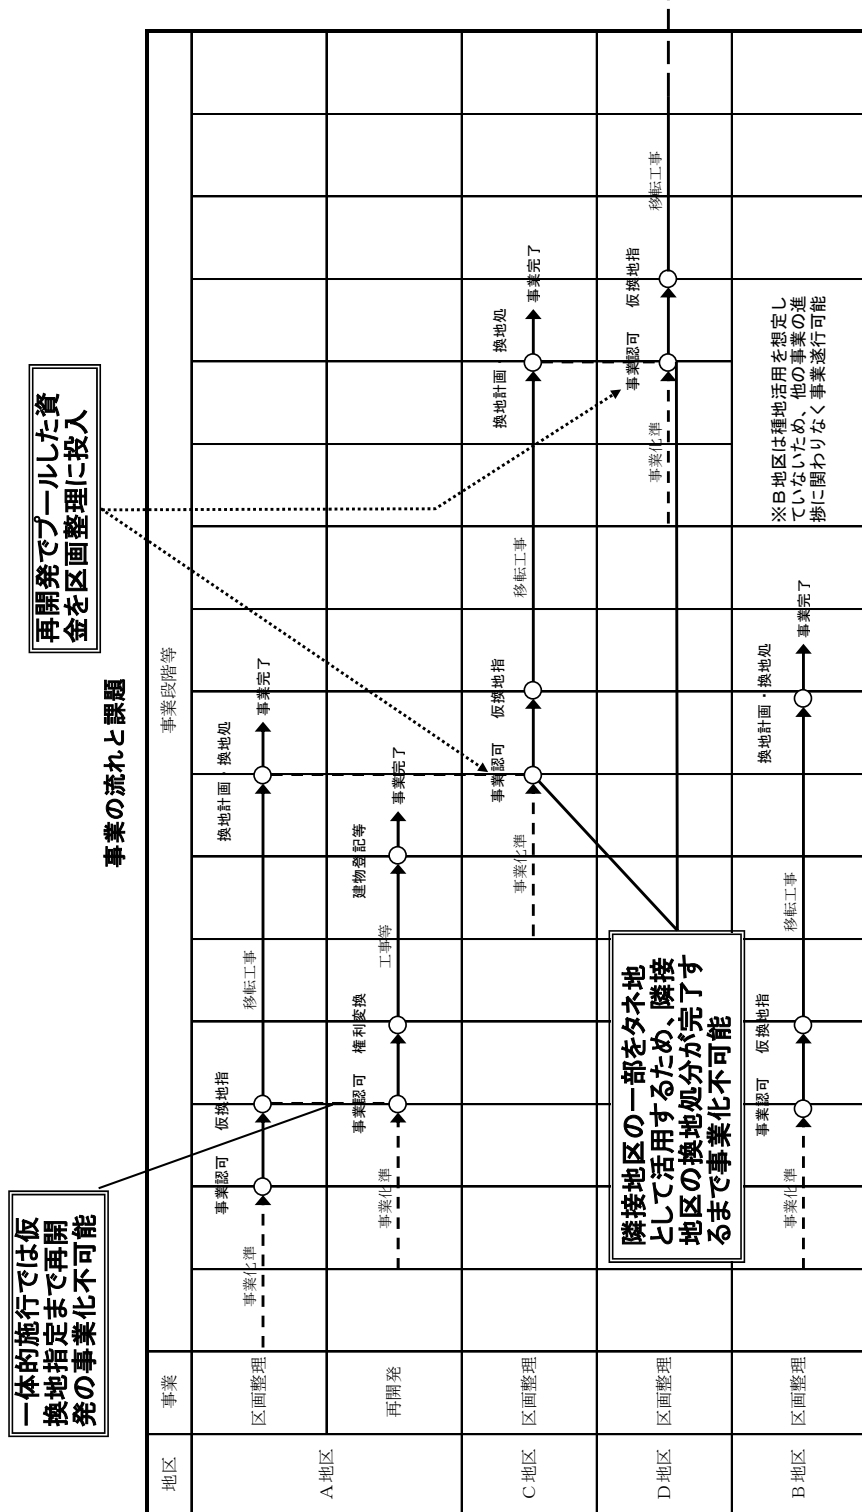 事業の流れと課題
一体的施行では仮
換地指定まで再開
発の事業化不可能
再開発でプールした資
金を区画整理に投入
地区
事業
事業段階等
A地区
区画整理
事業化準
事業認可
仮換地指
移転工事
換地計画・換地処
事業完了
再開発
事業化準
事業認可
権利変換
工事等
建物登記等
事業完了
C地区
区画整理
事業化準
事業認可
仮換地指
移転工事
換地計画・換地処
事業完了
D地区
区画整理
事業化準
事業認可
仮換地指
移転工事
隣接地区の一部をタネ地
として活用するため、隣接
地区の換地処分が完了す
るまで事業化不可能
B地区
区画整理
事業化準
事業認可
仮換地指
移転工事
換地計画・換地処
事業完了
※B地区は種地活用を想定し
ていないため、他の事業の進
捗に関わりなく事業遂行可能